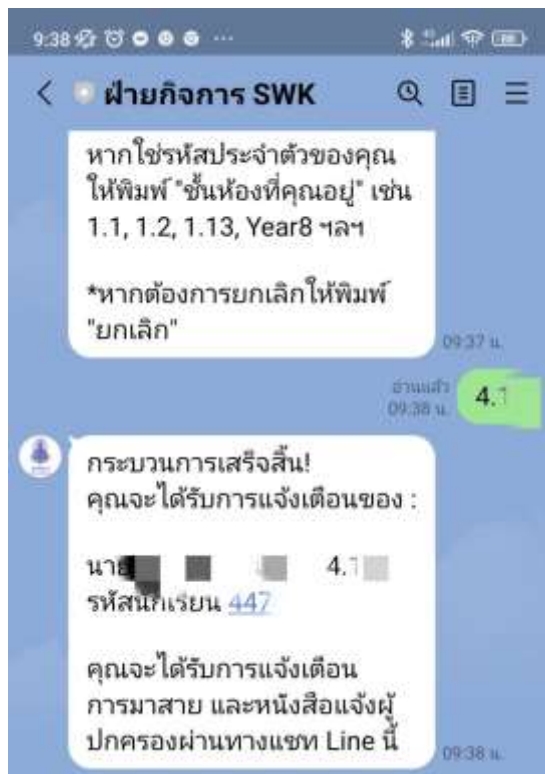 9:38
ฝ่ายกิจการ SWK
หากใช่รหัสประจำตัวของคุณ
ให้พิมพ์ "ชั้นห้องที่คุณอยู่" เช่น
1.1, 1.2, 1.13, Year8 ฯลฯ
*หากต้องการยกเลิกให้พิมพ์
"ยกเลิก"
09:37 น.
อ่านแล้ว
09:38 น.
4.
กระบวนการเสร็จสิ้น!
คุณจะได้รับการแจ้งเตือนของ :
4.
รหัสนักเรียน 447
คุณจะได้รับการแจ้งเตือน
การมาสาย และหนังสือแจ้งผู้
ปกครองผ่านทางแชท Line นี้
09:38 น.